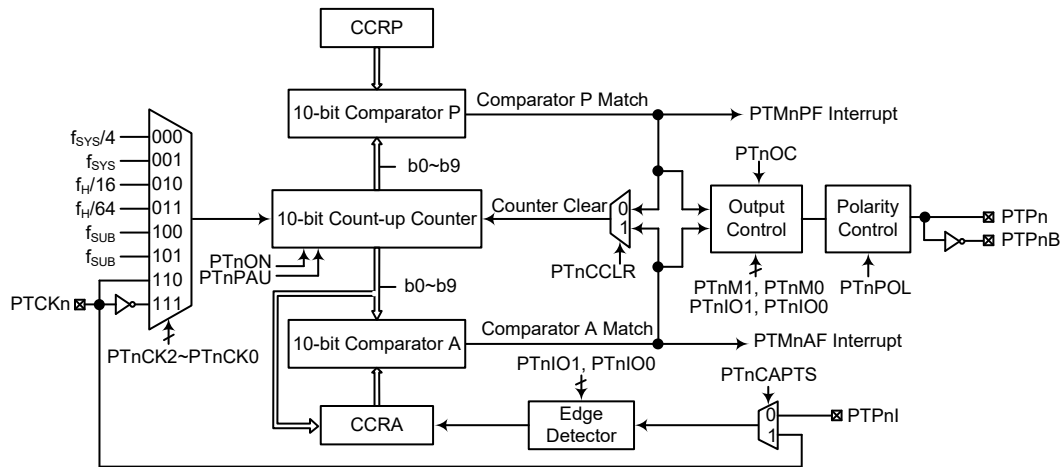 CCRP
10-bit Comparator P
Comparator P Match
PTMnPF Interrupt
b0~b9
fSYS/4
000
fSYS
001
fH/16
010
fH/64
011
fSUB
100
fSUB
101
110
111
PTCKn
PTnCK2~PTnCK0
10-bit Count-up Counter
Counter Clear
PTnON
PTnPAU
0
1
PTnCCLR
PTnOC
Output
Control
PTnM1, PTnM0
PTnIO1, PTnIO0
Polarity
Control
PTnPOL
PTPn
PTPnB
b0~b9
10-bit Comparator A
Comparator A Match
PTMnAF Interrupt
PTnIO1, PTnIO0
PTnCAPTS
CCRA
Edge
Detector
0
1
PTPnI